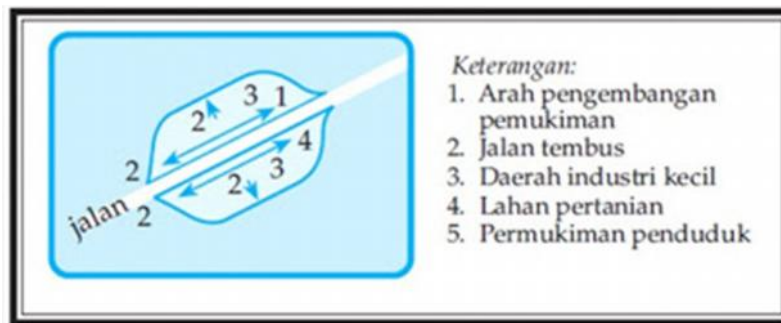 3 1
2
4
2
3
2
jalan 2
Keterangan:
1. Arah pengembangan
pemukiman
2. Jalan tembus
3. Daerah industri kecil
4. Lahan pertanian
5. Permukiman penduduk